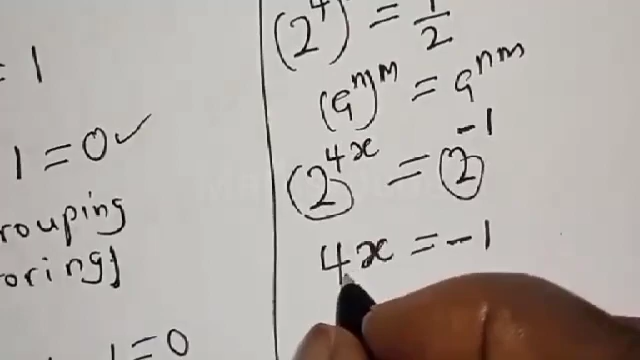 = 1
1 = 0 ✓
rouping
oring}
1 = 0
(2⁴) = 1/2
(aⁿ)ᵐ = aⁿᵐ
2⁴ˣ = 2⁻¹
4x = -1